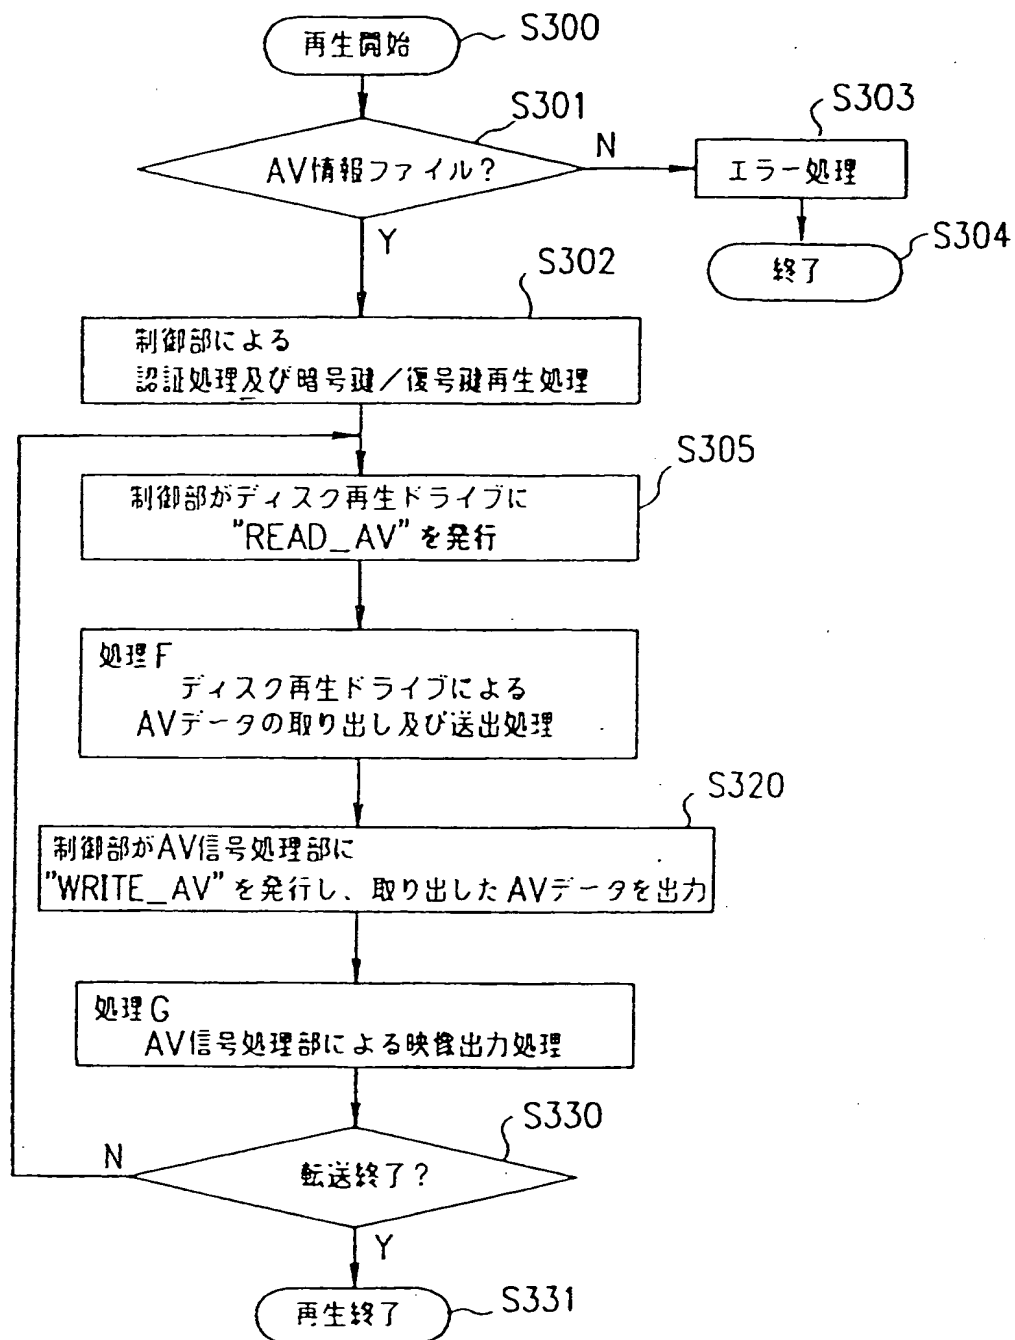 再生開始
S300
S301
AV情報ファイル?
N
S303
エラー処理
Y
S304
終了
S302
制御部による
認証処理及び暗号鍵/復号鍵再生処理
S305
制御部がディスク再生ドライブに
"READ_AV"を発行
処理F
ディスク再生ドライブによる
AVデータの取り出し及び送出処理
S320
制御部がAV信号処理部に
"WRITE_AV"を発行し、取り出したAVデータを出力
処理G
AV信号処理部による映像出力処理
S330
N
転送終了?
Y
再生終了
S331